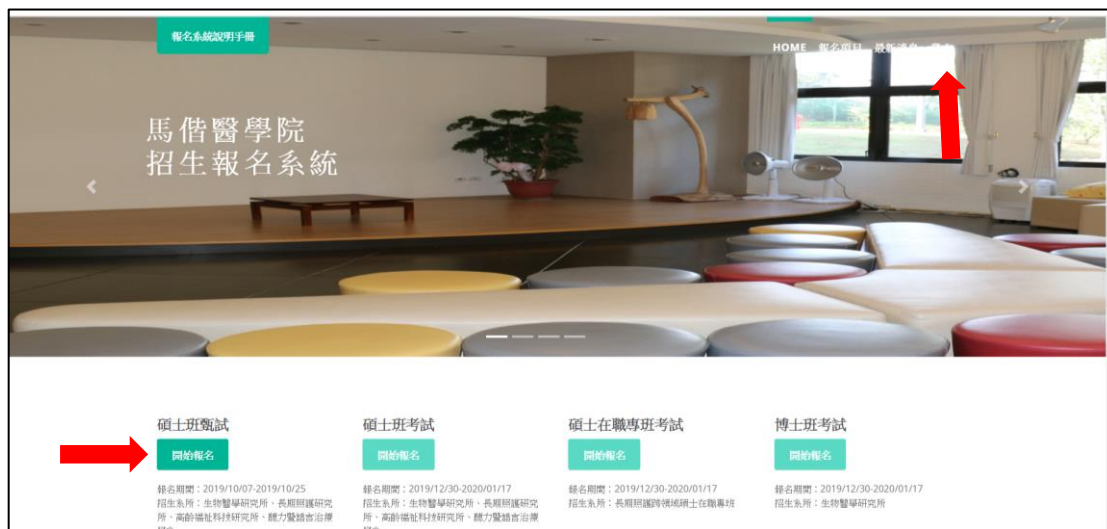 報名系統說明手冊
HOME 報名項目 最新消息
馬偕醫學院
招生報名系統
碩士班甄試
開始報名
報名期間：2019/10/07-2019/10/25
招生系所：生物醫學研究所、長期照護研究
所、高齡福祉科技研究所、聽力暨語言治療
碩士班考試
開始報名
報名期間：2019/12/30-2020/01/17
招生系所：生物醫學研究所、長期照護研究
所、高齡福祉科技研究所、聽力暨語言治療
碩士在職專班考試
開始報名
報名期間：2019/12/30-2020/01/17
招生系所：長期照護跨領域碩士在職專班
博士班考試
開始報名
報名期間：2019/12/30-2020/01/17
招生系所：生物醫學研究所